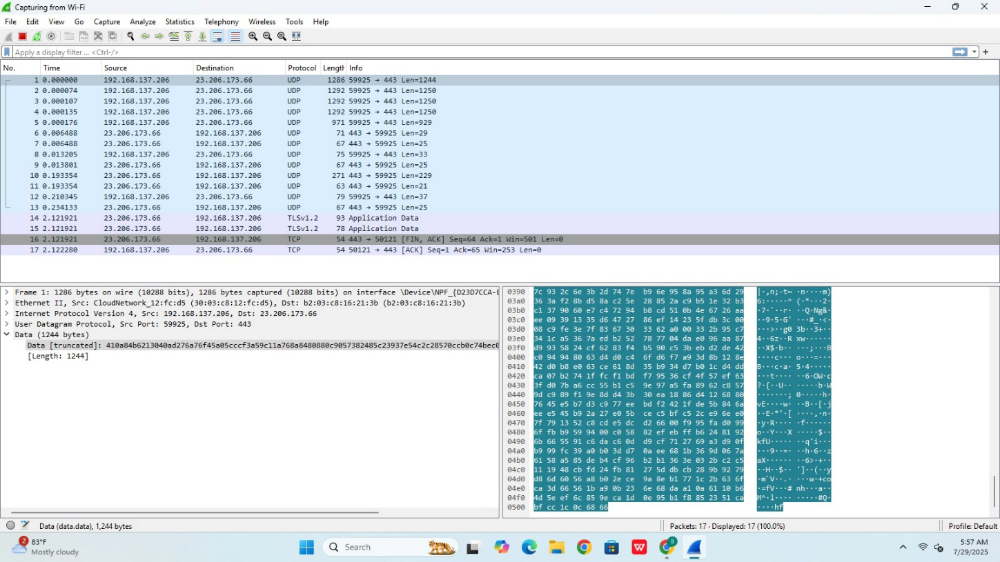 Capturing from Wi-Fi
File Edit View Go Capture Analyze Statistics Telephony Wireless Tools Help
Apply a display filter ... <Ctrl-/>
No. Time Source Destination Protocol Length Info
1 0.000000 192.168.137.206 23.206.173.66 UDP 1286 59925 → 443 Len=1244
2 0.000074 192.168.137.206 23.206.173.66 UDP 1292 59925 → 443 Len=1250
3 0.000107 192.168.137.206 23.206.173.66 UDP 1292 59925 → 443 Len=1250
4 0.000135 192.168.137.206 23.206.173.66 UDP 1292 59925 → 443 Len=1250
5 0.000176 192.168.137.206 23.206.173.66 UDP 971 59925 → 443 Len=929
6 0.006488 23.206.173.66 192.168.137.206 UDP 71 443 → 59925 Len=29
7 0.006488 23.206.173.66 192.168.137.206 UDP 67 443 → 59925 Len=25
8 0.013205 192.168.137.206 23.206.173.66 UDP 75 59925 → 443 Len=33
9 0.013801 23.206.173.66 192.168.137.206 UDP 67 443 → 59925 Len=25
10 0.193354 23.206.173.66 192.168.137.206 UDP 271 443 → 59925 Len=229
11 0.193354 23.206.173.66 192.168.137.206 UDP 63 443 → 59925 Len=21
12 0.210345 192.168.137.206 23.206.173.66 UDP 79 59925 → 443 Len=37
13 0.234133 23.206.173.66 192.168.137.206 UDP 67 443 → 59925 Len=25
14 2.121921 23.206.173.66 192.168.137.206 TLSv1.2 93 Application Data
15 2.121921 23.206.173.66 192.168.137.206 TLSv1.2 78 Application Data
16 2.121921 23.206.173.66 192.168.137.206 TCP 54 443 → 50121 [FIN, ACK] Seq=64 Ack=1 Win=501 Len=0
17 2.122280 192.168.137.206 23.206.173.66 TCP 54 50121 → 443 [ACK] Seq=1 Ack=65 Win=253 Len=0
Frame 1: 1286 bytes on wire (10288 bits), 1286 bytes captured (10288 bits) on interface \Device\NPF_{D23D7CCA-E
Ethernet II, Src: CloudNetwork_12:fc:d5 (30:03:c8:12:fc:d5), Dst: b2:03:c8:16:21:3b (b2:03:c8:16:21:3b)
Internet Protocol Version 4, Src: 192.168.137.206, Dst: 23.206.173.66
User Datagram Protocol, Src Port: 59925, Dst Port: 443
Data (1244 bytes)
Data [truncated]: 410a84b6213040ad276a76f45a05cccf3a59c11a768a8480880c9057382485c23937e54c2c28570ccb0c74bec0
[Length: 1244]
0390 7c 93 2c 6e 3b 2d 74 7e b9 6e 95 8a 95 a3 6d 29
03a0 36 3a f2 8b d5 8a c2 5e 28 85 2a c9 b5 1e 32 b3
03b0 c1 37 90 60 e7 c4 72 94 b8 cd 51 0b 4e 67 26 aa
03c0 ee 09 39 13 35 d6 47 27 86 ef 14 23 5f db 3c 00
03d0 08 c9 fe 3e 7f 83 67 30 33 62 a0 00 33 2b 95 c7
03e0 34 1c a5 36 7a ed b2 52 78 77 04 da e0 96 aa 87
03f0 d9 93 58 24 cf 62 83 f4 b5 90 c5 3b eb d2 de 42
0400 c0 94 94 80 63 d4 d0 c4 6f d6 f7 a9 3d 8b 12 8e
0410 42 d0 b8 e0 63 ce 61 8d 35 b9 34 d7 b0 1c d4 dd
0420 ca 07 b2 74 1f fc f1 bd f7 95 36 cf 4f 57 ef 63
0430 3f d0 7b a6 cc 55 b1 c5 9e 97 a5 fa 89 62 c8 57
0440 9d c9 89 f1 9e 8d d4 3b 30 ea 18 86 d4 12 68 80
0450 76 45 e5 b7 d3 c9 77 ee bd f2 42 1f de 5b 84 6a
0460 ee e5 45 b9 2a 27 e0 5b ce c5 bf c5 2c e9 6e e0
0470 7f 79 13 52 c8 cd e5 dc d2 66 00 f9 95 fa d0 99
0480 6f fb b9 59 94 00 c0 58 82 ef eb ff b6 24 81 92
0490 6b 66 55 91 c6 da c6 0d d9 cf 71 27 69 a3 d9 0f
04a0 b9 99 fc 39 a0 b0 3d d7 0a ee 68 1b 36 9d 06 7a
04b0 61 58 a5 85 de b4 cf 96 b2 b1 36 3e 03 2b c2 c5
04c0 11 19 48 cb fd 24 fb 81 27 5d db cb 28 9b 92 79
04d0 d8 6d 60 56 a8 b0 2e ce 9a 8e b1 77 1c 2b 63 6f
04e0 ca 3d 66 56 1b a9 0b 23 6e 68 da a1 0a 61 10 b6
04f0 4d 5e ef 6c 85 9e ca 1d 0e 95 b1 f8 85 23 51 ca
0500 bf cc 1c 0c 68 66
Data (data.data), 1,244 bytes
Packets: 17 · Displayed: 17 (100.0%)
Profile: Default
2
83°F
Mostly cloudy
Search
5:57 AM
7/29/2025